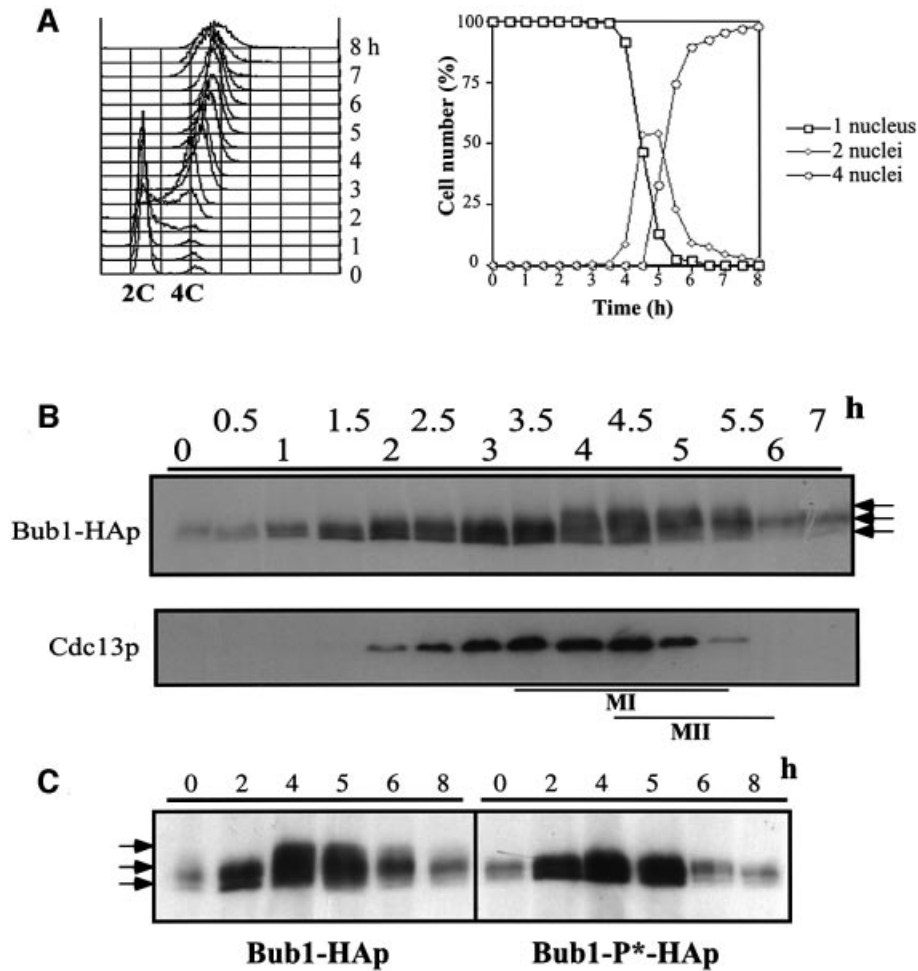 A
8 h
7
6
5
4
3
2
1
0
2C 4C
Cell number (%)
100
75
50
25
0
0 1 2 3 4 5 6 7 8
Time (h)
1 nucleus
2 nuclei
4 nuclei
B
0.5 1.5 2.5 3.5 4.5 5.5 7 h
0 1 2 3 4 5 6
Bub1-HAp
Cdc13p
MI
MII
C
0 2 4 5 6 8 0 2 4 5 6 8 h
Bub1-HAp Bub1-P*-HAp